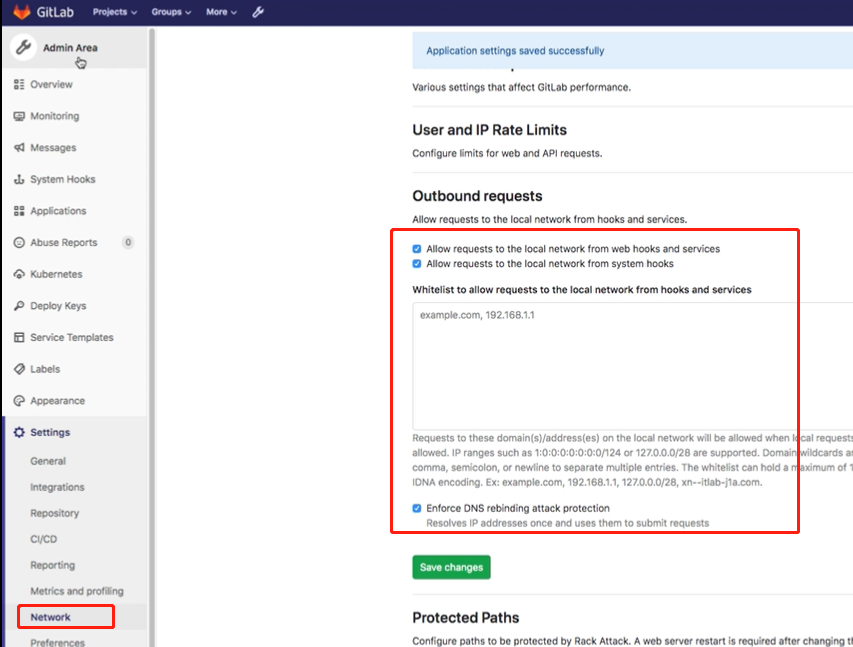 GitLab Projects Groups More
Admin Area
Overview
Monitoring
Messages
System Hooks
Applications
Abuse Reports 0
Kubernetes
Deploy Keys
Service Templates
Labels
Appearance
Settings
General
Integrations
Repository
CI/CD
Reporting
Metrics and profiling
Network
Preferences
Application settings saved successfully
Various settings that affect GitLab performance.
User and IP Rate Limits
Configure limits for web and API requests.
Outbound requests
Allow requests to the local network from hooks and services.
Allow requests to the local network from web hooks and services
Allow requests to the local network from system hooks
Whitelist to allow requests to the local network from hooks and services
example.com, 192.168.1.1
Requests to these domain(s)/address(es) on the local network will be allowed when local requests
allowed. IP ranges such as 1:0:0:0:0:0:0:0/124 or 127.0.0.0/28 are supported. Domain wildcards
comma, semicolon, or newline to separate multiple entries. The whitelist can hold a maximum of
IDNA encoding. Ex: example.com, 192.168.1.1, 127.0.0.0/28, xn--itlab-j1a.com.
Enforce DNS rebinding attack protection
Resolves IP addresses once and uses them to submit requests
Save changes
Protected Paths
Configure paths to be protected by Rack Attack. A web server restart is required after changing